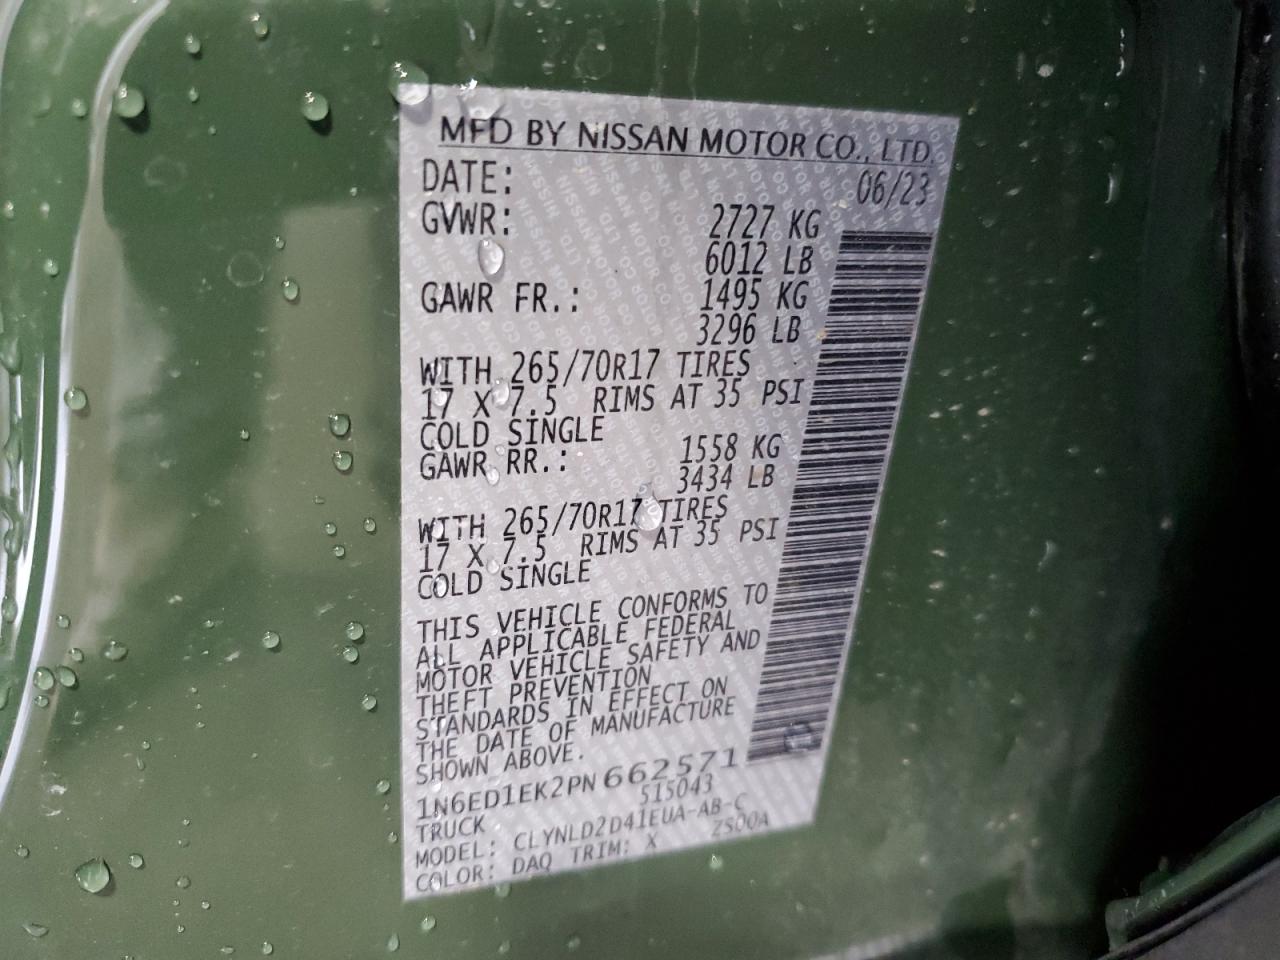 MFD BY NISSAN MOTOR CO., LTD.
DATE: 06/23
GVWR: 2727 KG
6012 LB
GAWR FR.: 1495 KG
3296 LB
WITH 265/70R17 TIRES
17 X 7.5 RIMS AT 35 PSI
COLD SINGLE
GAWR RR.: 1558 KG
3434 LB
WITH 265/70R17 TIRES
17 X 7.5 RIMS AT 35 PSI
COLD SINGLE
THIS VEHICLE CONFORMS TO
ALL APPLICABLE FEDERAL
MOTOR VEHICLE SAFETY AND
THEFT PREVENTION
STANDARDS IN EFFECT ON
THE DATE OF MANUFACTURE
SHOWN ABOVE.
1N6ED1EK2PN662571
TRUCK 515043
MODEL: CLYNLD2D41EUA-AB-C
COLOR: DAQ TRIM: X ZS00A